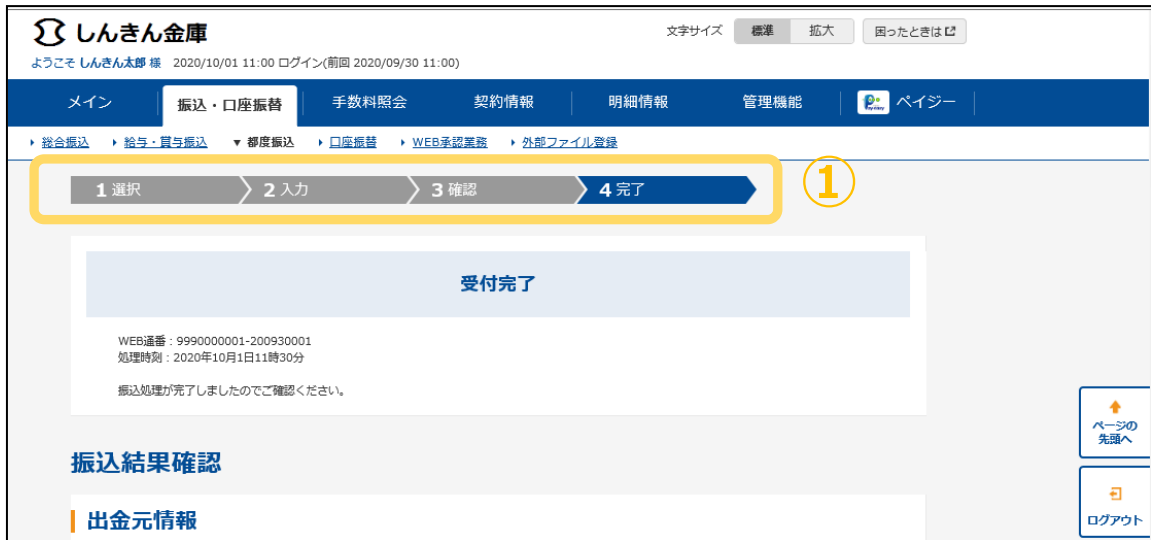 しんきん金庫
文字サイズ 標準 拡大 困ったときは
ようこそ しんきん太郎 様 2020/10/01 11:00 ログイン(前回 2020/09/30 11:00)
メイン 振込・口座振替 手数料照会 契約情報 明細情報 管理機能 ペイジー
総合振込 給与・賞与振込 都度振込 口座振替 WEB承認業務 外部ファイル登録
1 選択 2 入力 3 確認 4 完了 ①
受付完了
WEB通番:9990000001-200930001
処理時刻:2020年10月1日11時30分
振込処理が完了しましたのでご確認ください。
ページの
先頭へ
振込結果確認
出金元情報
ログアウト